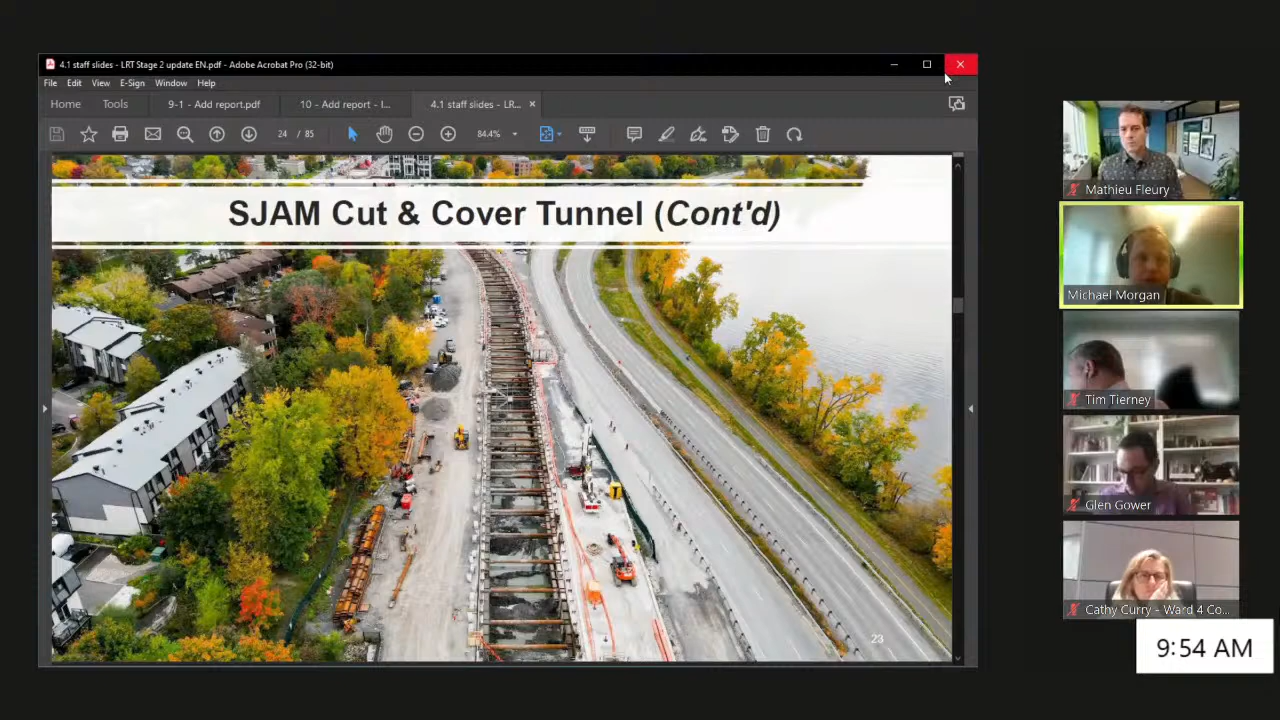 4.1 staff slides - LRT Stage 2 update EN.pdf - Adobe Acrobat Pro (32-bit)
File Edit View E-Sign Window Help
Home Tools 9-1 - Add report.pdf 10 - Add report - I... 4.1 staff slides - LR...
24 / 85 84.4%
SJAM Cut & Cover Tunnel (Cont'd)
23
Mathieu Fleury
Michael Morgan
Tim Tierney
Glen Gower
Cathy Curry - Ward 4 Co...
9:54 AM